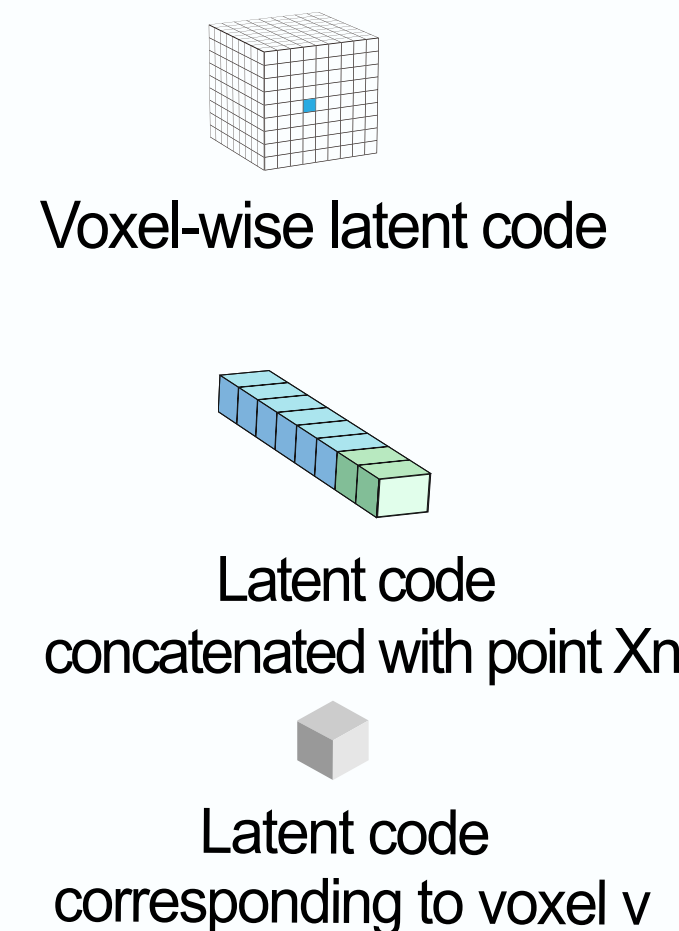 Voxel-wise latent code
Latent code
concatenated with point Xn
Latent code
corresponding to voxel v